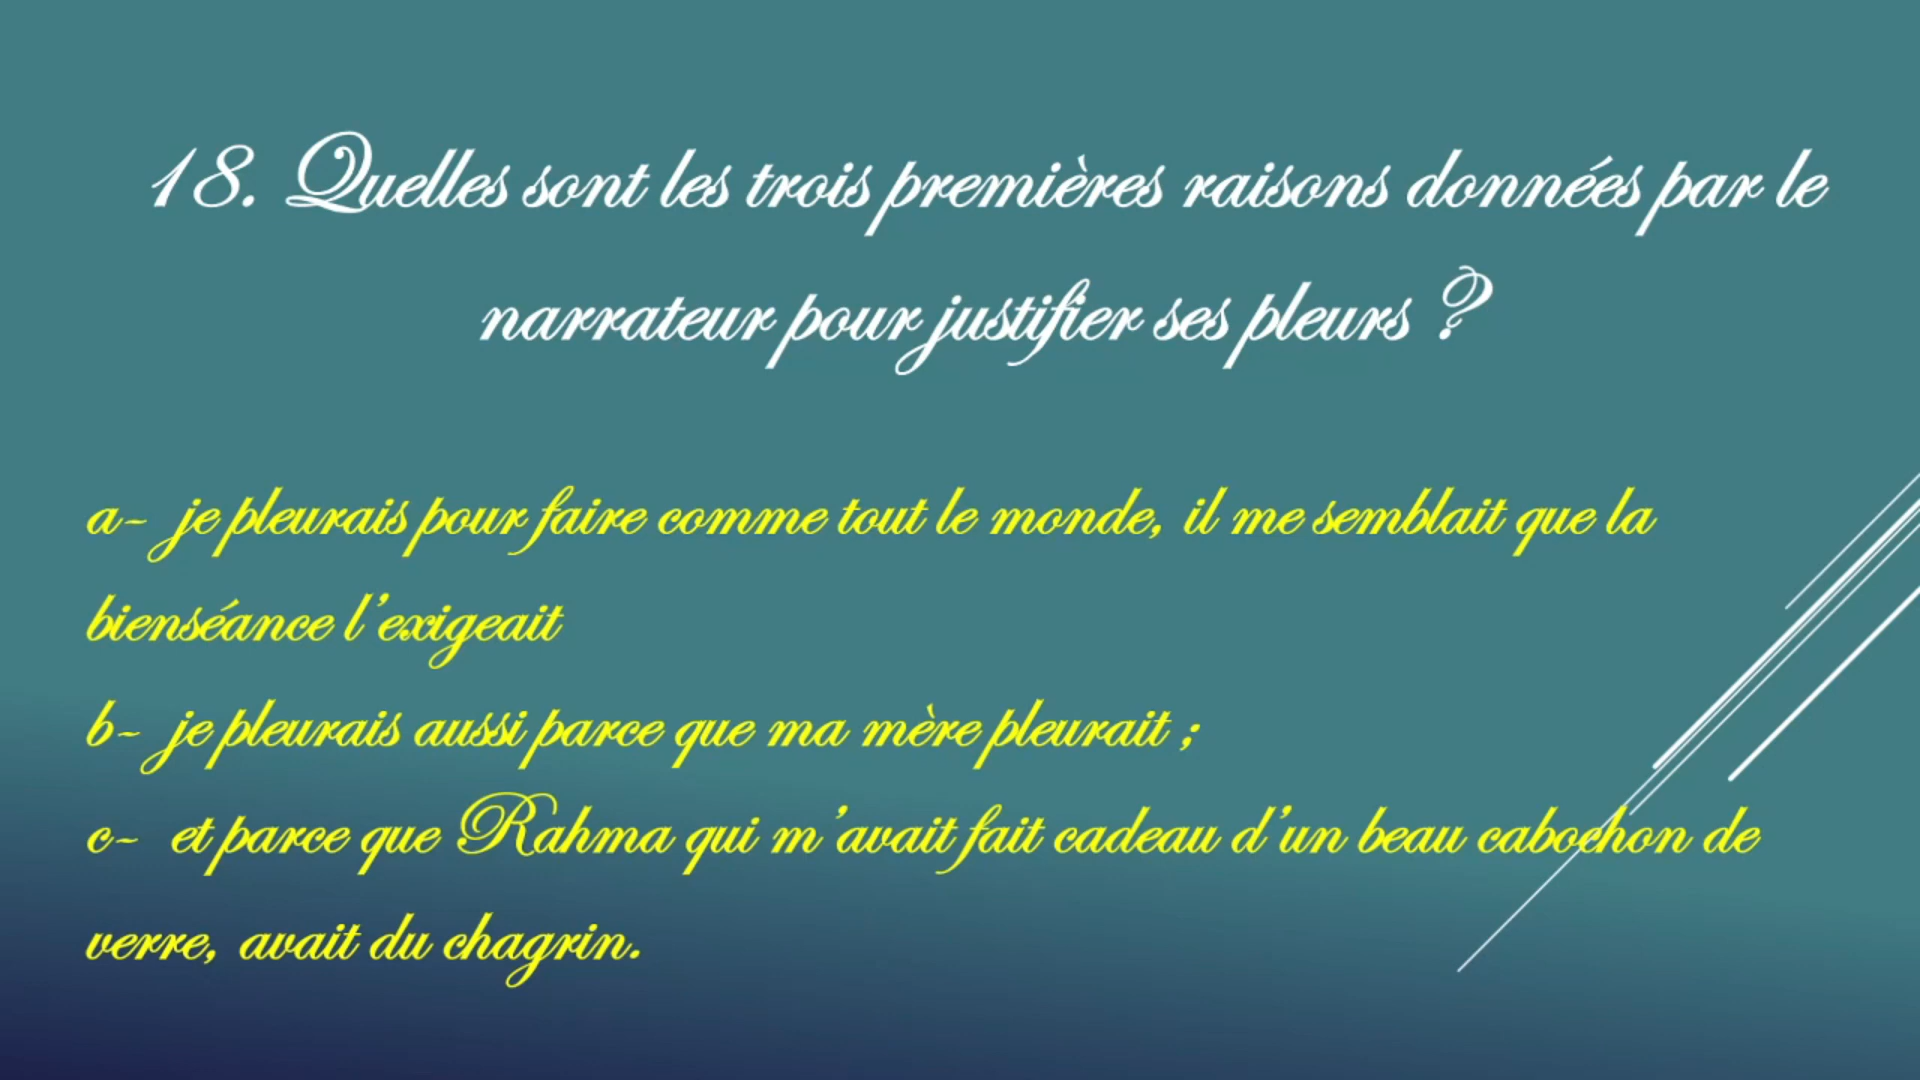 18. Quelles sont les trois premières raisons données par le
narrateur pour justifier ses pleurs ?
a- je pleurais pour faire comme tout le monde, il me semblait que la
bienséance l’exigeait
b- je pleurais aussi parce que ma mère pleurait ;
c- et parce que Rahma qui m’avait fait cadeau d’un beau cabochon de
verre, avait du chagrin.